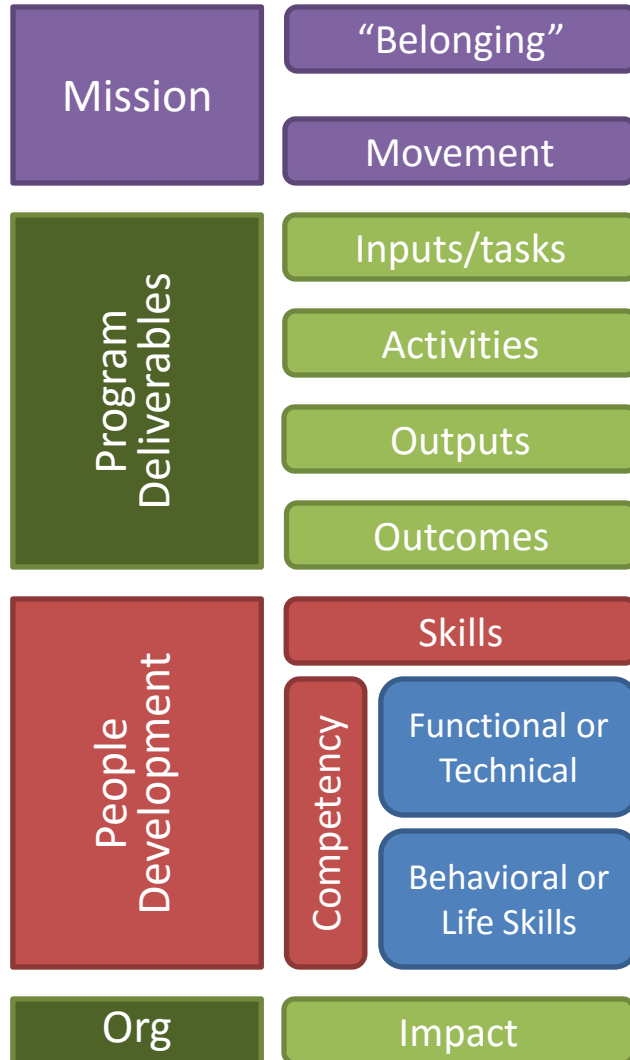 Mission
“Belonging”
Movement
Program
Deliverables
Inputs/tasks
Activities
Outputs
Outcomes
People
Development
Skills
Competency
Functional or
Technical
Behavioral or
Life Skills
Org
Impact